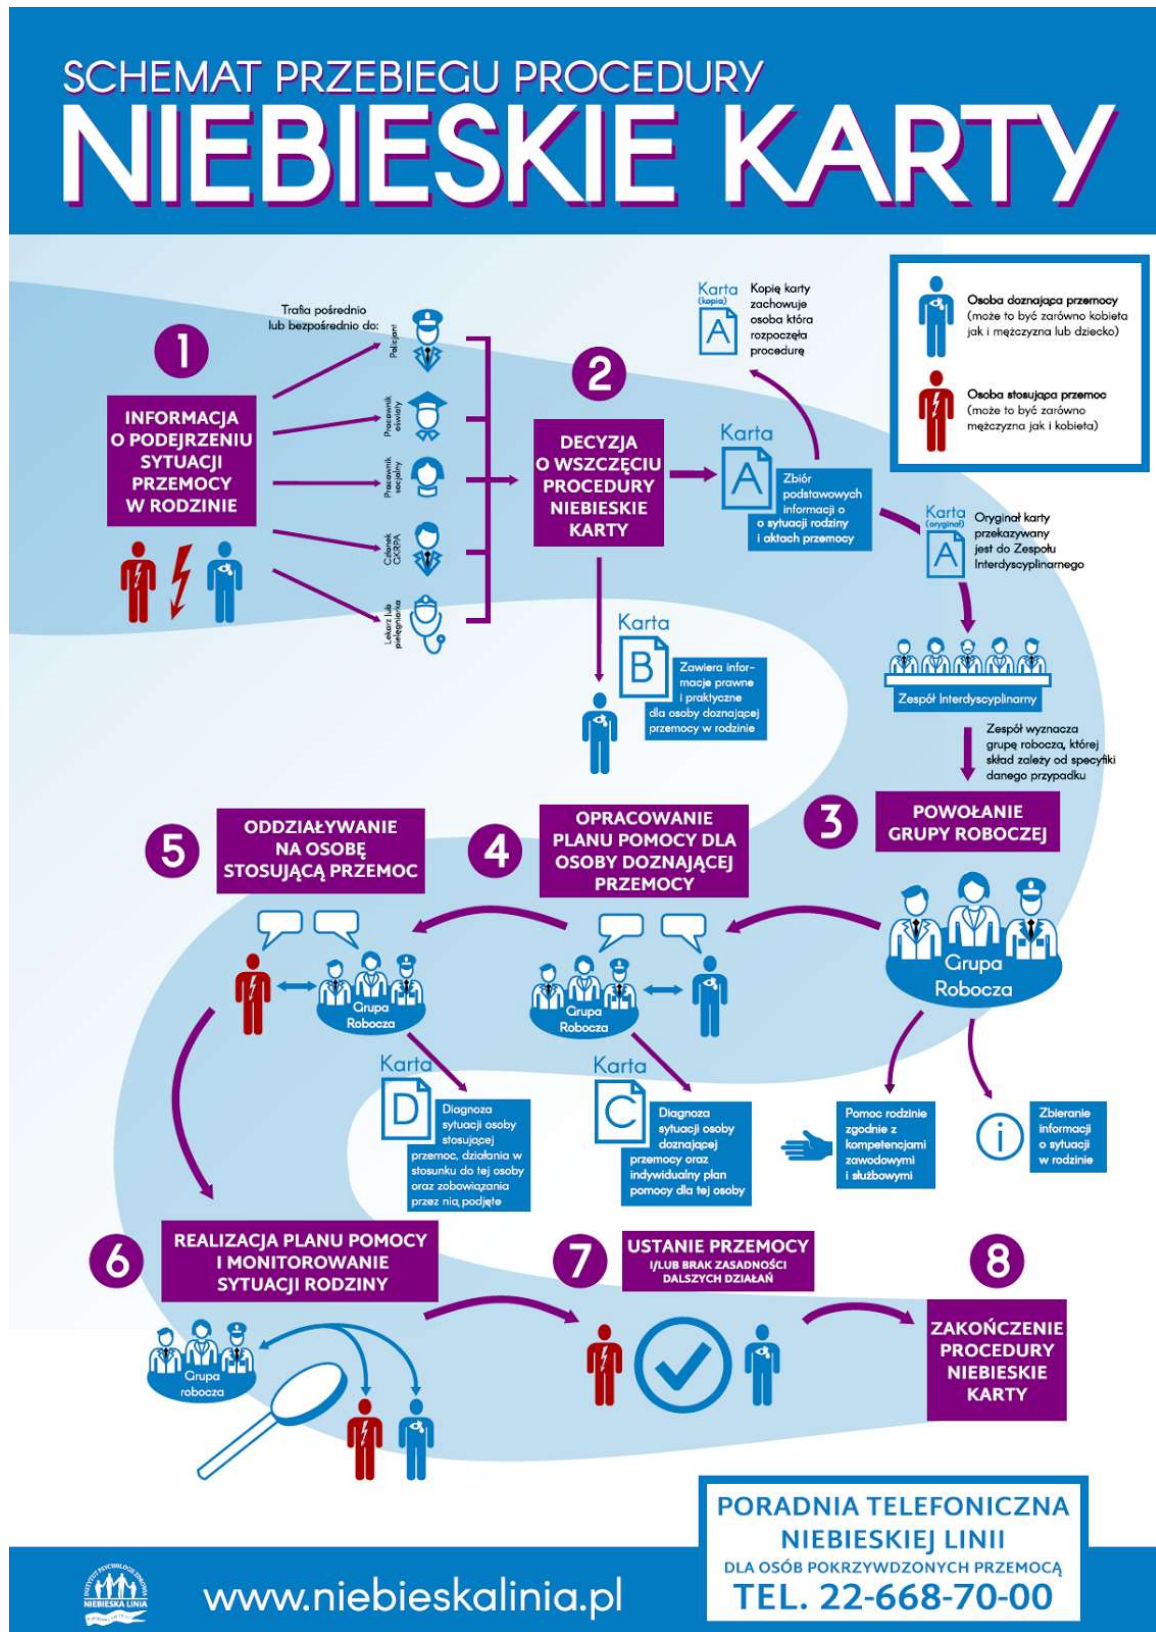 SCHEMAT PRZEBIEGU PROCEDURY
NIEBIESKIE KARTY
1
INFORMACJA
O PODEJRZENIU
SYTUACJI
PRZEMOCY
W RODZINIE
Trafia pośrednio
lub bezpośrednio do:
Policjant
Pracownik
oświaty
Pracownik
socjalny
Członek
GKRPA
Lekarz lub
pielęgniarka
2
DECYZJA
O WSZCZĘCIU
PROCEDURY
NIEBIESKIE
KARTY
Karta
(kopia)
A
Kopię karty
zachowuje
osoba która
rozpoczęła
procedurę
Karta
A
Zbiór
podstawowych
informacji o
o sytuacji rodziny
i aktach przemocy
Osoba doznająca przemocy
(może to być zarówno kobieta
jak i mężczyzna lub dziecko)
Osoba stosująca przemoc
(może to być zarówno
mężczyzna jak i kobieta)
Karta
(oryginał)
A
Oryginał karty
przekazywany
jest do Zespołu
Interdyscyplinarnego
Karta
B
Zawiera infor-
macje prawne
i praktyczne
dla osoby doznającej
przemocy w rodzinie
Zespół Interdyscyplinarny
Zespół wyznacza
grupę robocza, której
skład zależy od specyfiki
danego przypadku
3
POWOŁANIE
GRUPY ROBOCZEJ
Grupa
Robocza
Pomoc rodzinie
zgodnie z
kompetencjami
zawodowymi
i służbowymi
i
Zbieranie
informacji
o sytuacji
w rodzinie
4
OPRACOWANIE
PLANU POMOCY DLA
OSOBY DOZNAJĄCEJ
PRZEMOCY
Grupa
Robocza
Karta
C
Diagnoza
sytuacji osoby
doznającej
przemocy oraz
indywidualny plan
pomocy dla tej osoby
5
ODDZIAŁYWANIE
NA OSOBĘ
STOSUJĄCĄ PRZEMOC
Grupa
Robocza
Karta
D
Diagnoza
sytuacji osoby
stosującej
przemoc, działania w
stosunku do tej osoby
oraz zobowiązania
przez nią podjęte
6
REALIZACJA PLANU POMOCY
I MONITOROWANIE
SYTUACJI RODZINY
Grupa
robocza
7
USTANIE PRZEMOCY
I/LUB BRAK ZASADNOŚCI
DALSZYCH DZIAŁAŃ
8
ZAKOŃCZENIE
PROCEDURY
NIEBIESKIE
KARTY
PORADNIA TELEFONICZNA
NIEBIESKIEJ LINII
DLA OSÓB POKRZYWDZONYCH PRZEMOCĄ
TEL. 22-668-70-00
INSTYTUT PSYCHOLOGII ZDROWIA
NIEBIESKA LINIA
www.niebieskalinia.pl